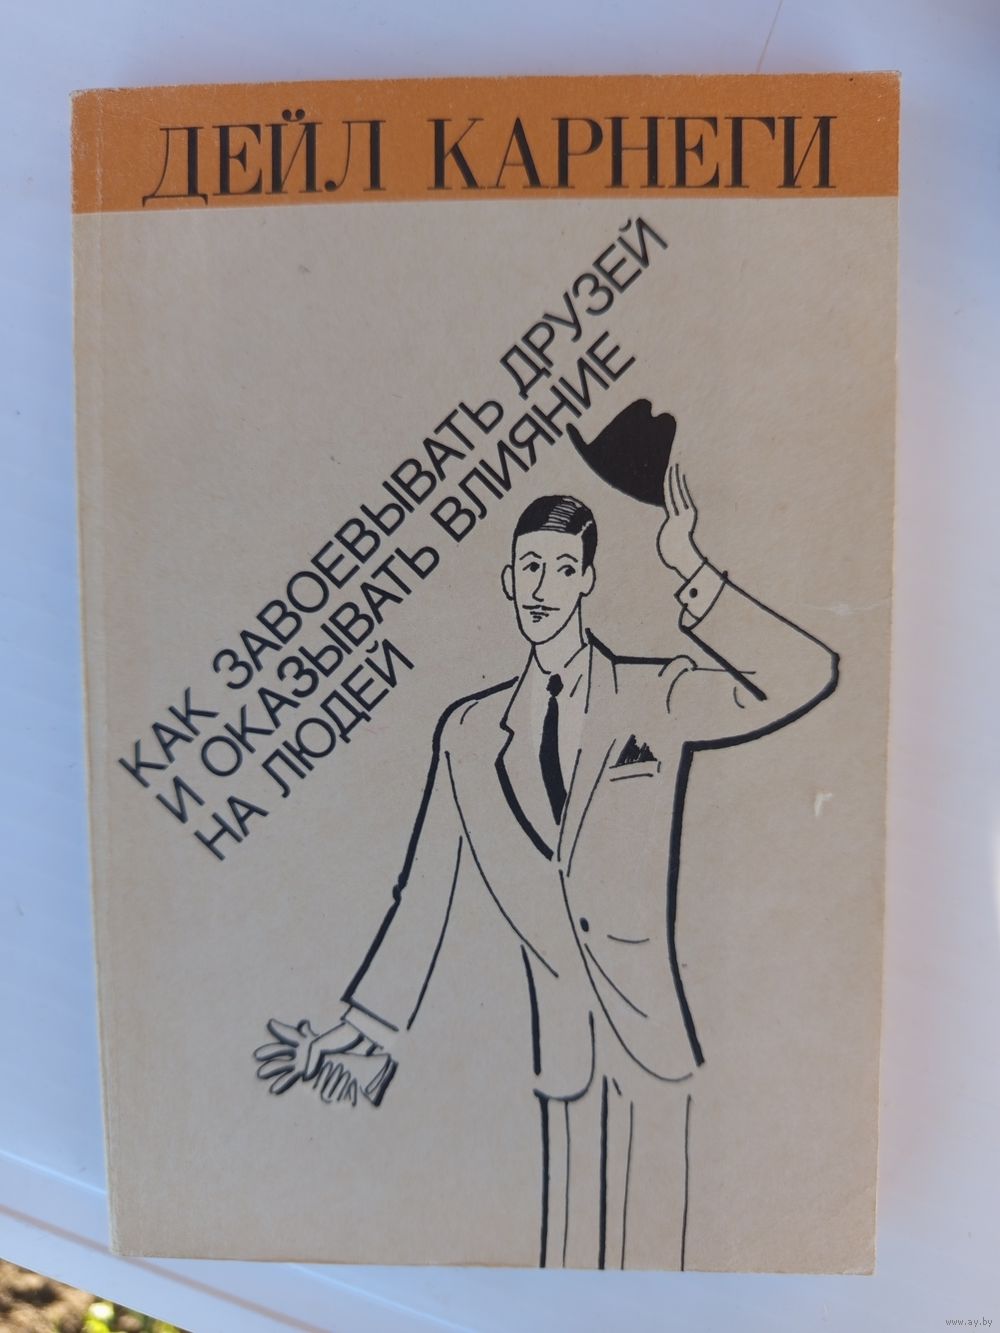 ДЕЙЛ КАРНЕГИ
КАК ЗАВОЕВЫВАТЬ ДРУЗЕЙ
И ОКАЗЫВАТЬ ВЛИЯНИЕ
НА ЛЮДЕЙ
www.ay.by